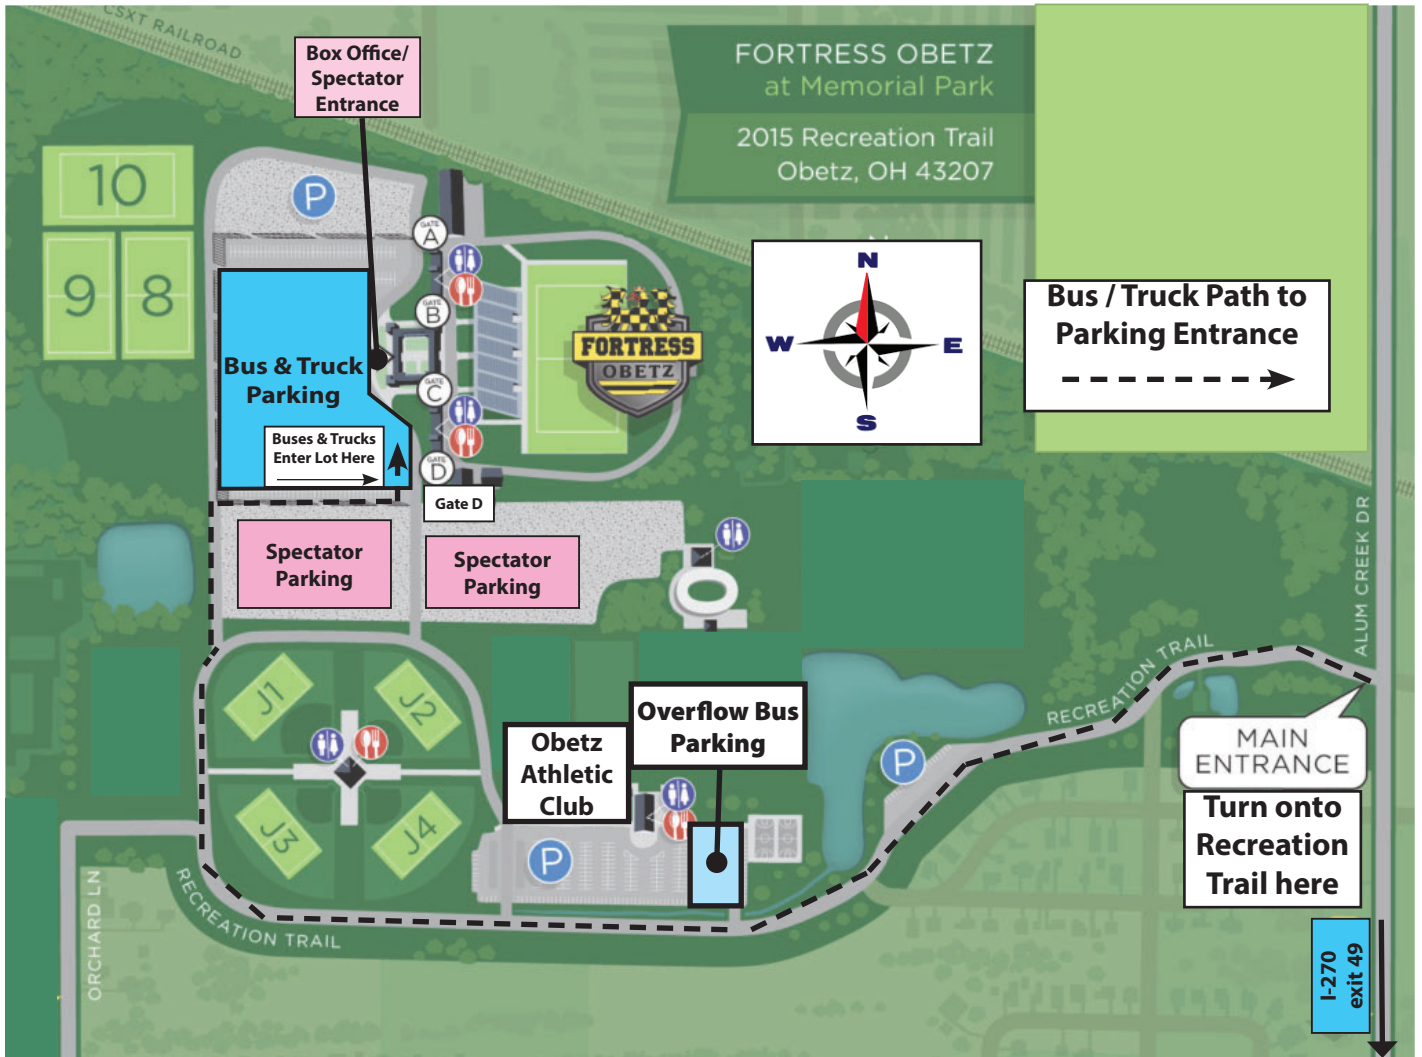 CSXT RAILROAD
Box Office/
Spectator
Entrance
FORTRESS OBETZ
at Memorial Park
2015 Recreation Trail
Obetz, OH 43207
10
9
8
P
GATE
A
GATE
B
GATE
C
GATE
D
Gate D
FORTRESS
OBETZ
N
W
E
S
Bus / Truck Path to
Parking Entrance
Bus & Truck
Parking
Buses & Trucks
Enter Lot Here
Spectator
Parking
Spectator
Parking
ALUM CREEK DR
RECREATION TRAIL
J1
J2
J3
J4
Overflow Bus
Parking
Obetz
Athletic
Club
P
P
MAIN
ENTRANCE
Turn onto
Recreation
Trail here
ORCHARD LN
RECREATION TRAIL
I-270
exit 49